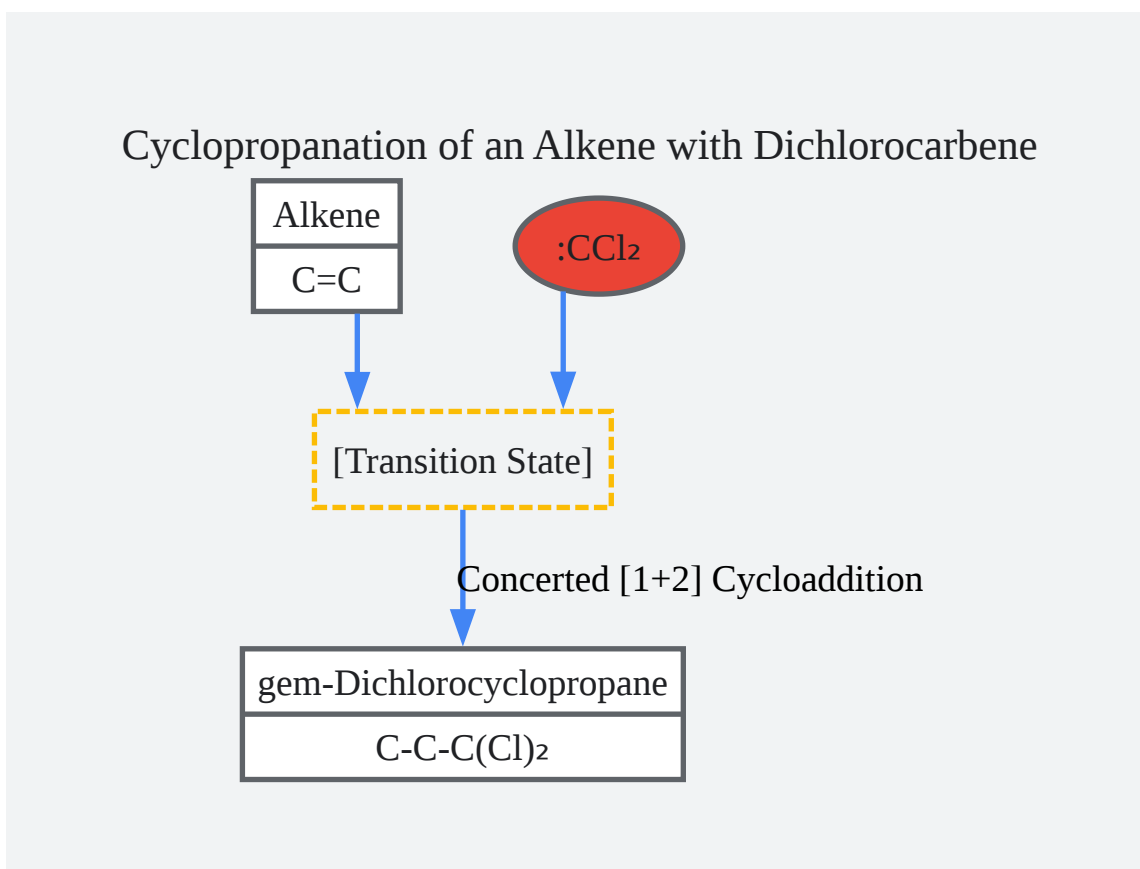 Cyclopropanation of an Alkene with Dichlorocarbene
Alkene
C=C
:CCl₂
[Transition State]
Concerted [1+2] Cycloaddition
gem-Dichlorocyclopropane
C-C-C(Cl)₂